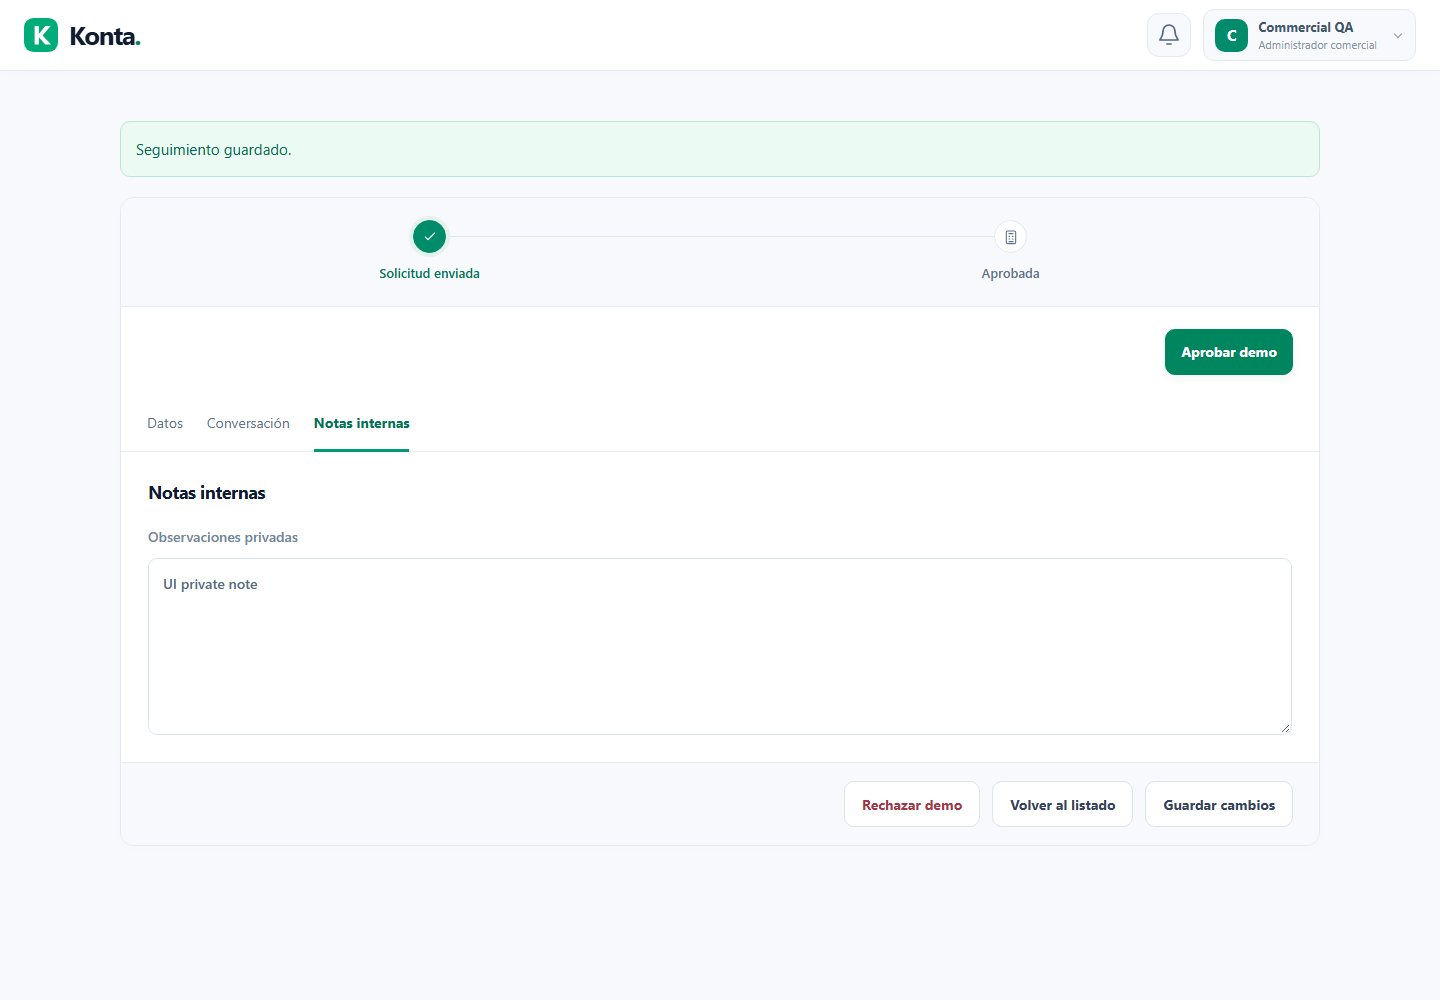 K Konta.
C
Commercial QA
Administrador comercial
Seguimiento guardado.
Solicitud enviada
Aprobada
Aprobar demo
Datos
Conversación
Notas internas
Notas internas
Observaciones privadas
UI private note
Rechazar demo
Volver al listado
Guardar cambios